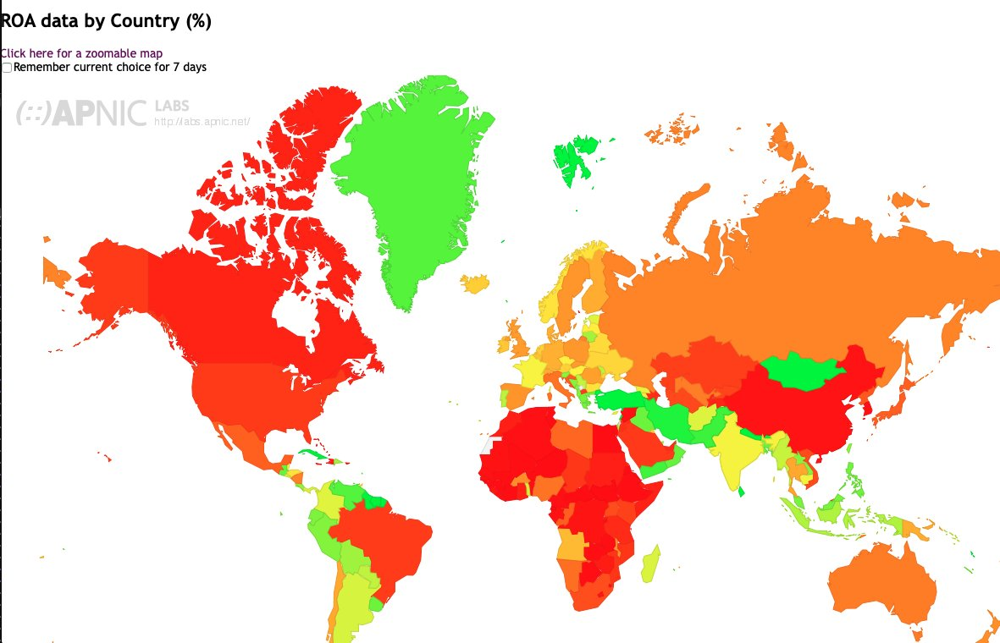 ROA data by Country (%)
Click here for a zoomable map
Remember current choice for 7 days
(::)APNIC LABS
http://labs.apnic.net/